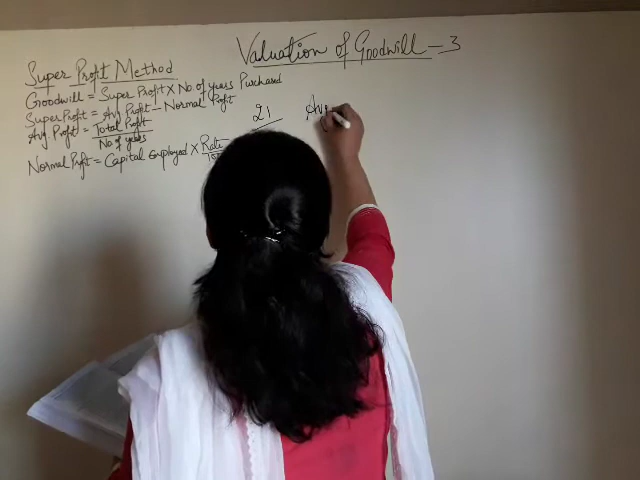 Valuation of Goodwill - 3
Super Profit Method
Goodwill = Super Profit X No. of years Purchased
Super Profit = Avg Profit - Normal Profit
Avg Profit = Total Profit
No. of years
Normal Profit = Capital Employed X Rate
21
Avg